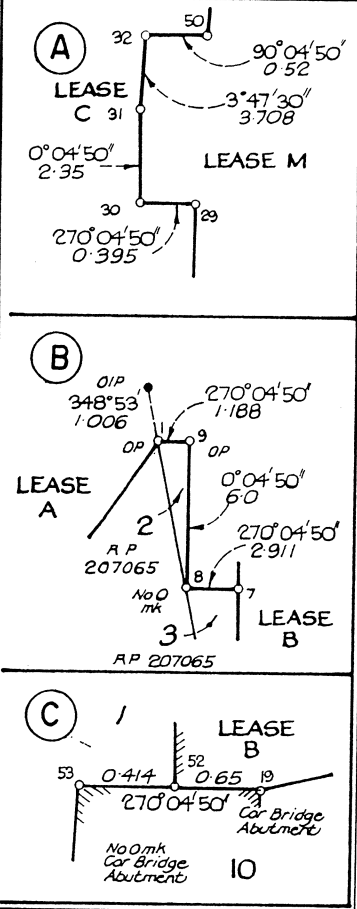 A
50
32
90°04'50"
0·52
LEASE
C
31
3°47'30"
3·708
0°04'50"
2·35
LEASE M
30
29
270°04'50"
0·395
B
OIP
348°53'
1·006
270°04'50"
1·188
1
9
OP
OP
LEASE
A
0°04'50"
6·0
2
270°04'50"
2·911
RP
207065
8
7
No O
mk
3
LEASE
B
RP 207065
C
1
LEASE
B
53
0·414
52
0·65
19
270°04'50"
Car Bridge
Abutment
No O mk
Car Bridge
Abutment
10